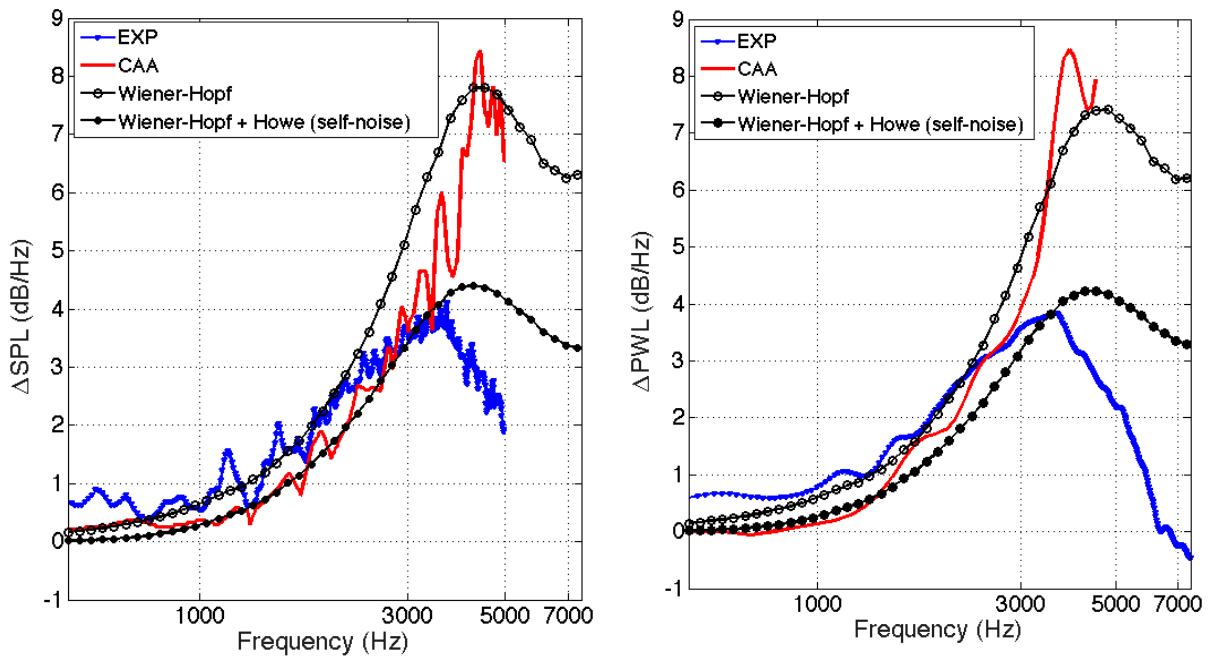 9
8
7
6
5
4
3
2
1
0
-1
ΔSPL (dB/Hz)
EXP
CAA
Wiener-Hopf
Wiener-Hopf + Howe (self-noise)
1000
3000
5000
7000
Frequency (Hz)
9
8
7
6
5
4
3
2
1
0
-1
ΔPWL (dB/Hz)
EXP
CAA
Wiener-Hopf
Wiener-Hopf + Howe (self-noise)
1000
3000
5000
7000
Frequency (Hz)